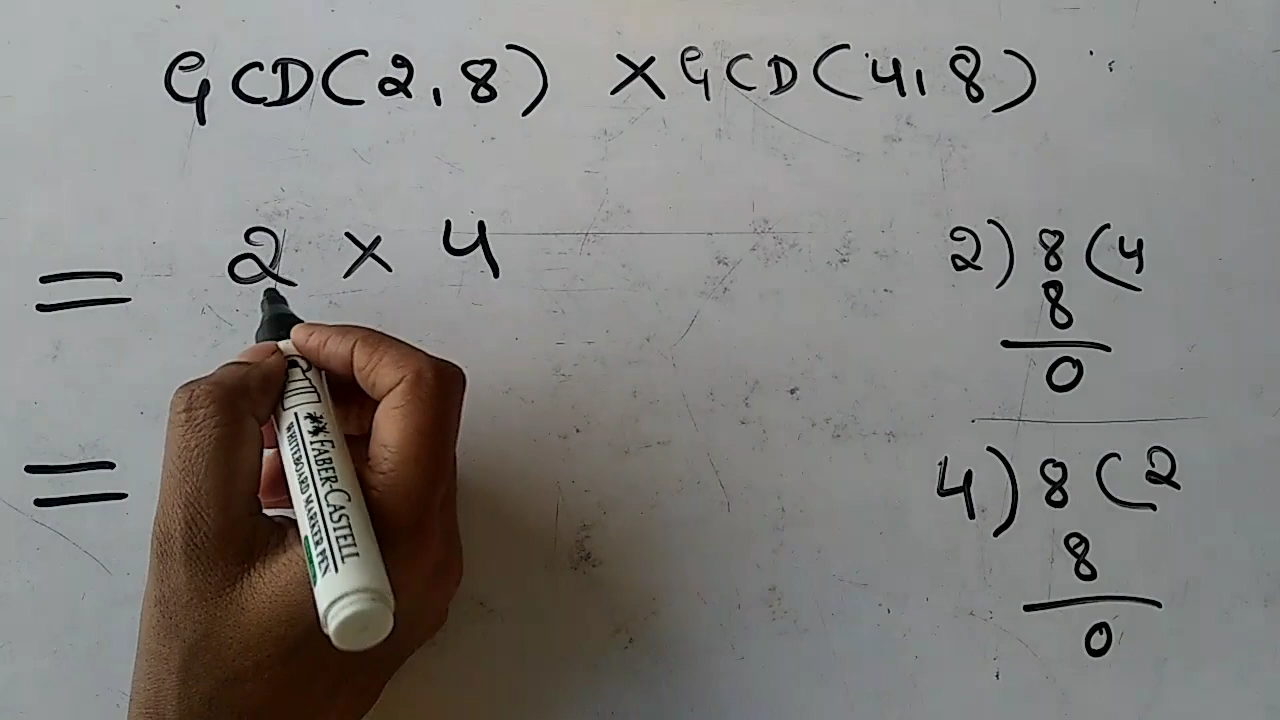 GCD(2,8) × GCD(4,8)
= 2 × 4
=
2) 8 (4
8
0
4) 8 (2
8
0
FABER-CASTELL
WHITEBOARD MARKER PEN